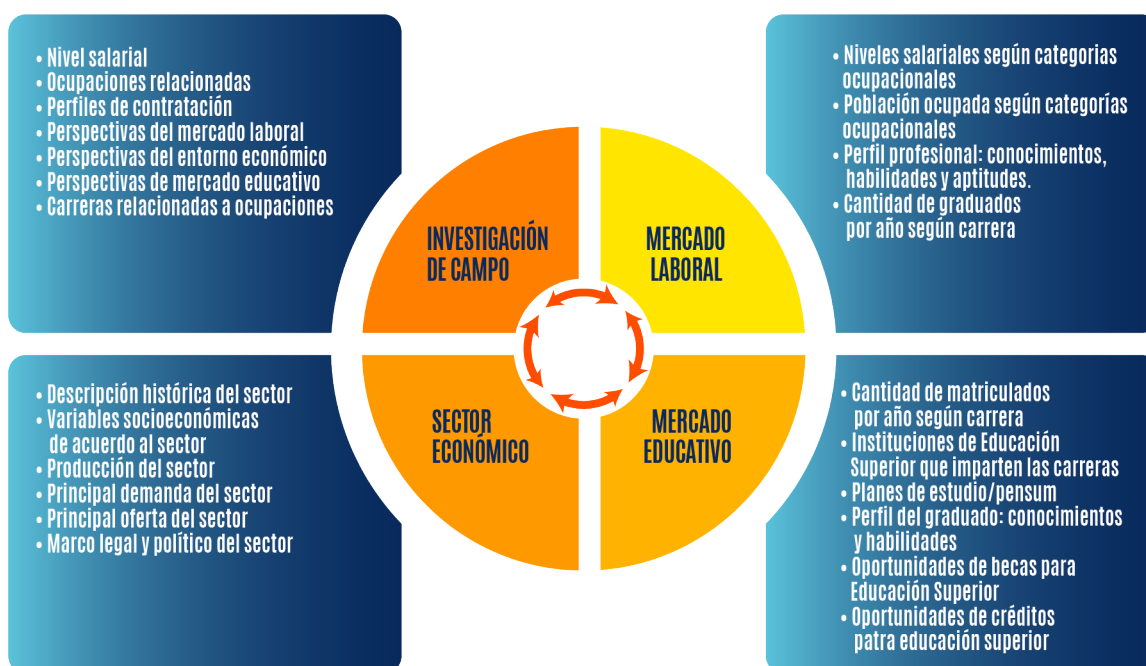 • Nivel salarial
• Ocupaciones relacionadas
• Perfiles de contratación
• Perspectivas del mercado laboral
• Perspectivas del entorno económico
• Perspectivas de mercado educativo
• Carreras relacionadas a ocupaciones
• Niveles salariales según categorias
ocupacionales
• Población ocupada según categorías
ocupacionales
• Perfil profesional: conocimientos,
habilidades y aptitudes.
• Cantidad de graduados
por año según carrera
INVESTIGACIÓN
DE CAMPO
MERCADO
LABORAL
SECTOR
ECONÓMICO
MERCADO
EDUCATIVO
• Descripción histórica del sector
• Variables socioeconómicas
de acuerdo al sector
• Producción del sector
• Principal demanda del sector
• Principal oferta del sector
• Marco legal y político del sector
• Cantidad de matriculados
por año según carrera
• Instituciones de Educación
Superior que imparten las carreras
• Planes de estudio/pensum
• Perfil del graduado: conocimientos
y habilidades
• Oportunidades de becas para
Educación Superior
• Oportunidades de créditos
patra educación superior